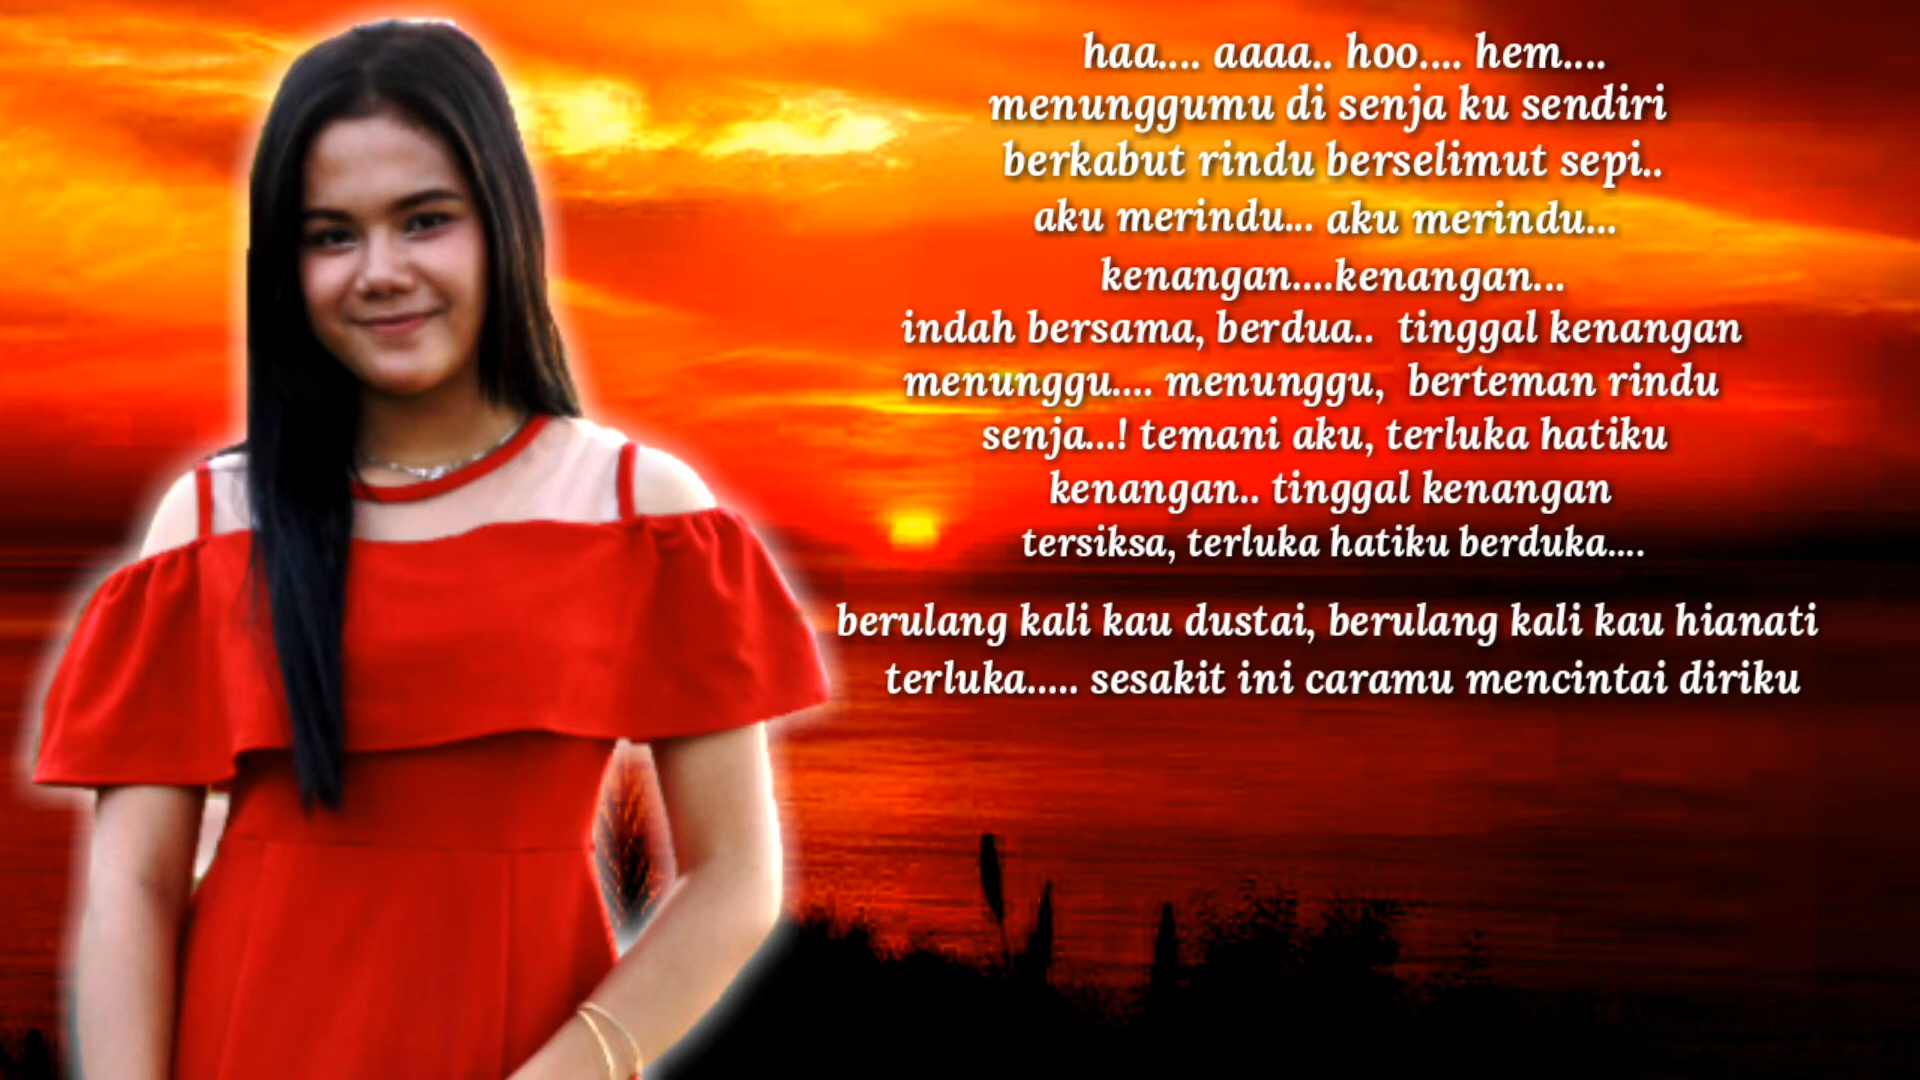 haa.... aaaa.. hoo.... hem....
menunggumu di senja ku sendiri
berkabut rindu berselimut sepi..
aku merindu... aku merindu...
kenangan....kenangan...
indah bersama, berdua.. tinggal kenangan
menunggu.... menunggu, berteman rindu
senja...! temani aku, terluka hatiku
kenangan.. tinggal kenangan
tersiksa, terluka hatiku berduka....
berulang kali kau dustai, berulang kali kau hianati
terluka..... sesakit ini caramu mencintai diriku